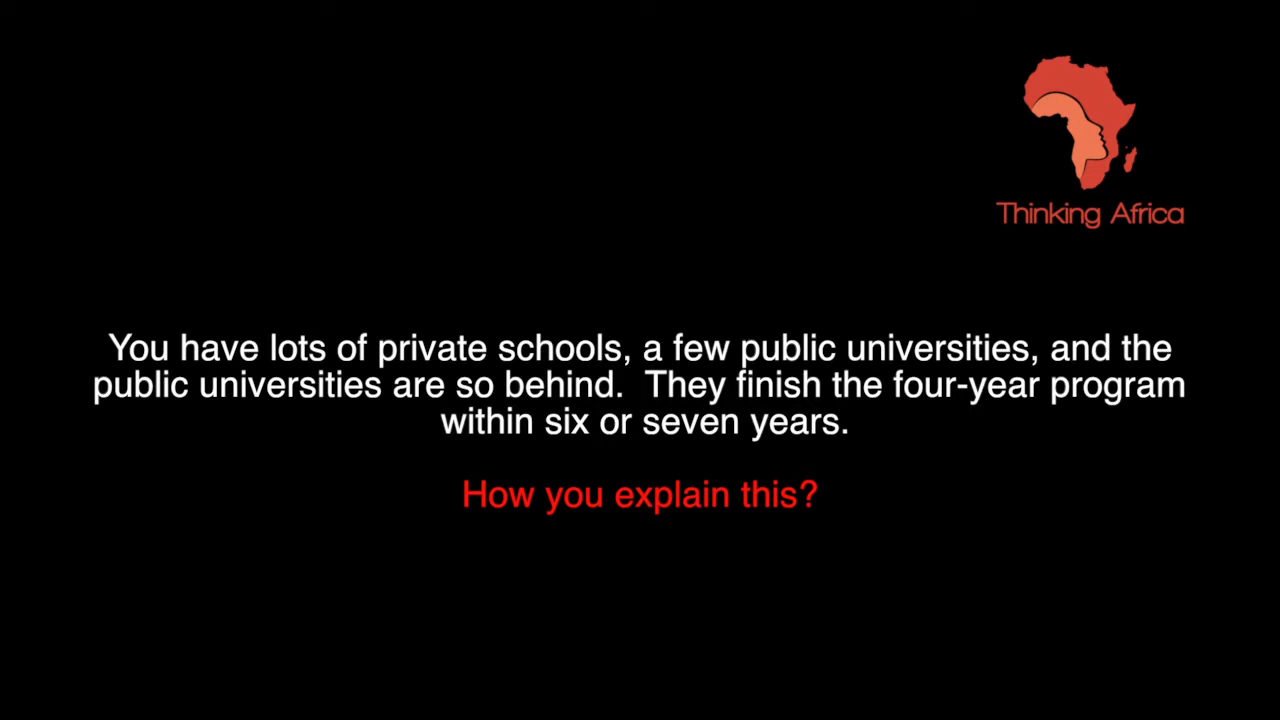 Thinking Africa
You have lots of private schools, a few public universities, and the
public universities are so behind.  They finish the four-year program
within six or seven years.
How you explain this?